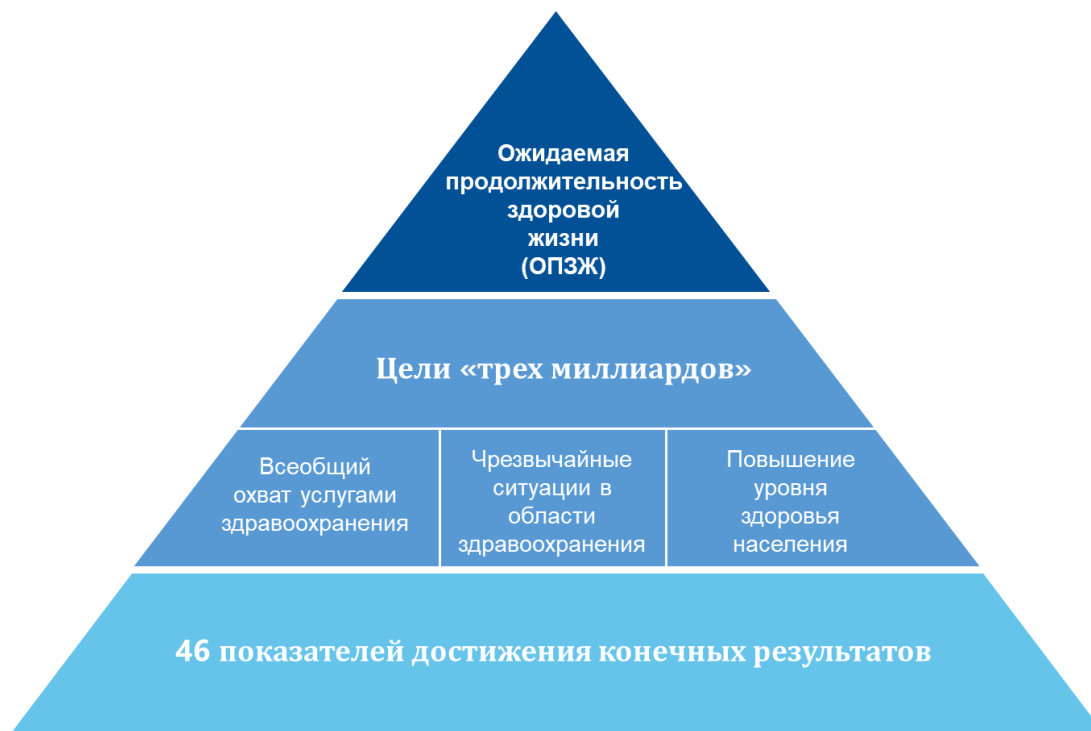 Ожидаемая
продолжительность
здоровой
жизни
(ОПЗЖ)
Цели «трех миллиардов»
Всеобщий
охват услугами
здравоохранения
Чрезвычайные
ситуации в
области
здравоохранения
Повышение
уровня
здоровья
населения
46 показателей достижения конечных результатов